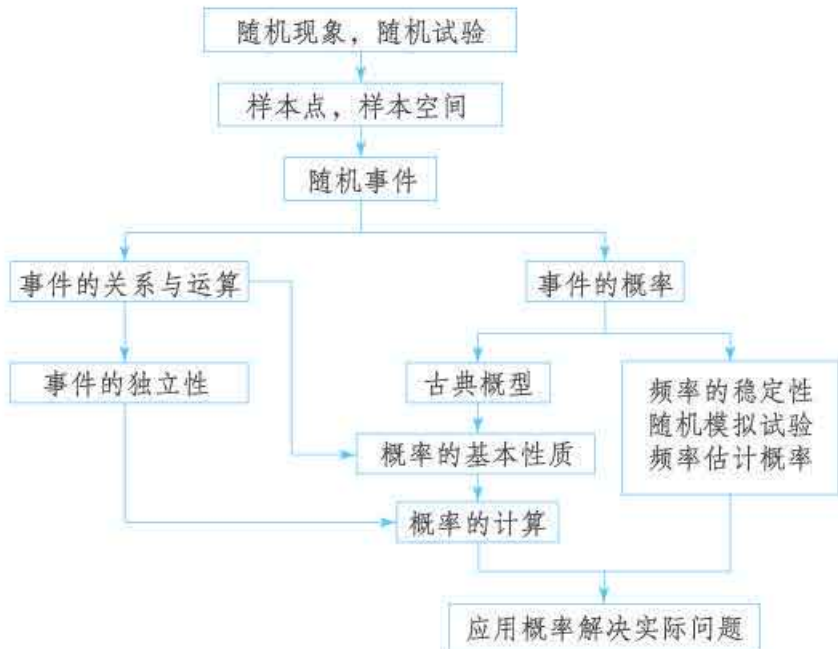 随机现象，随机试验
样本点，样本空间
随机事件
事件的关系与运算
事件的概率
事件的独立性
古典概型
频率的稳定性
随机模拟试验
频率估计概率
概率的基本性质
概率的计算
应用概率解决实际问题